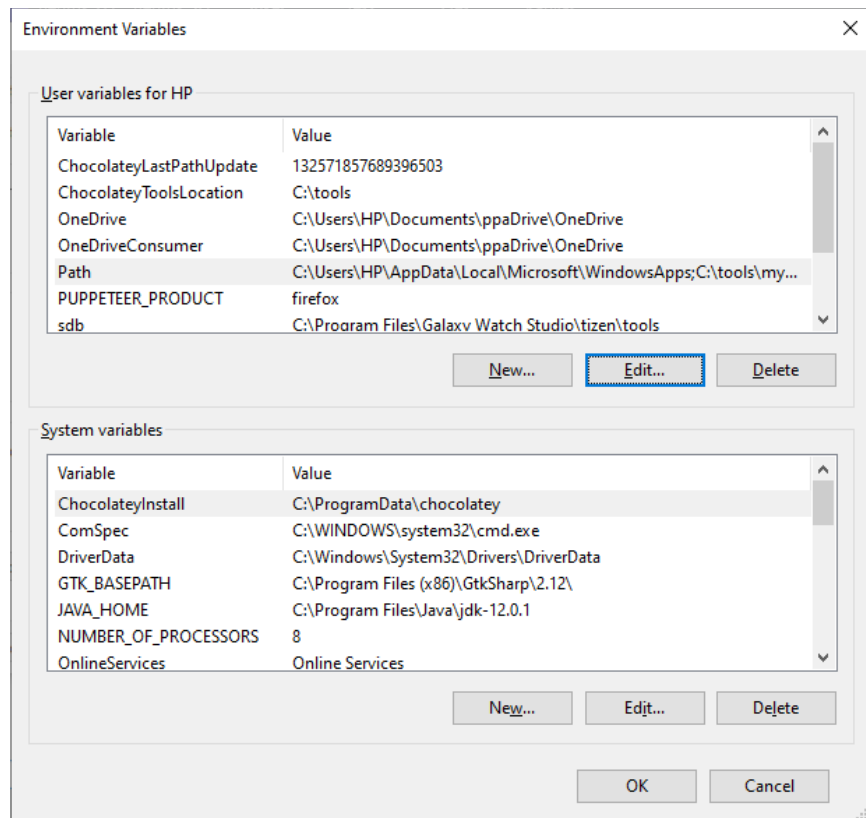 Environment Variables
User variables for HP
Variable Value
ChocolateyLastPathUpdate 132571857689396503
ChocolateyToolsLocation C:\tools
OneDrive C:\Users\HP\Documents\ppaDrive\OneDrive
OneDriveConsumer C:\Users\HP\Documents\ppaDrive\OneDrive
Path C:\Users\HP\AppData\Local\Microsoft\WindowsApps;C:\tools\my...
PUPPETEER_PRODUCT firefox
sdb C:\Program Files\Galaxy Watch Studio\tizen\tools
New... Edit... Delete
System variables
Variable Value
ChocolateyInstall C:\ProgramData\chocolatey
ComSpec C:\WINDOWS\system32\cmd.exe
DriverData C:\Windows\System32\Drivers\DriverData
GTK_BASEPATH C:\Program Files (x86)\GtkSharp\2.12\
JAVA_HOME C:\Program Files\Java\jdk-12.0.1
NUMBER_OF_PROCESSORS 8
OnlineServices Online Services
New... Edit... Delete
OK Cancel